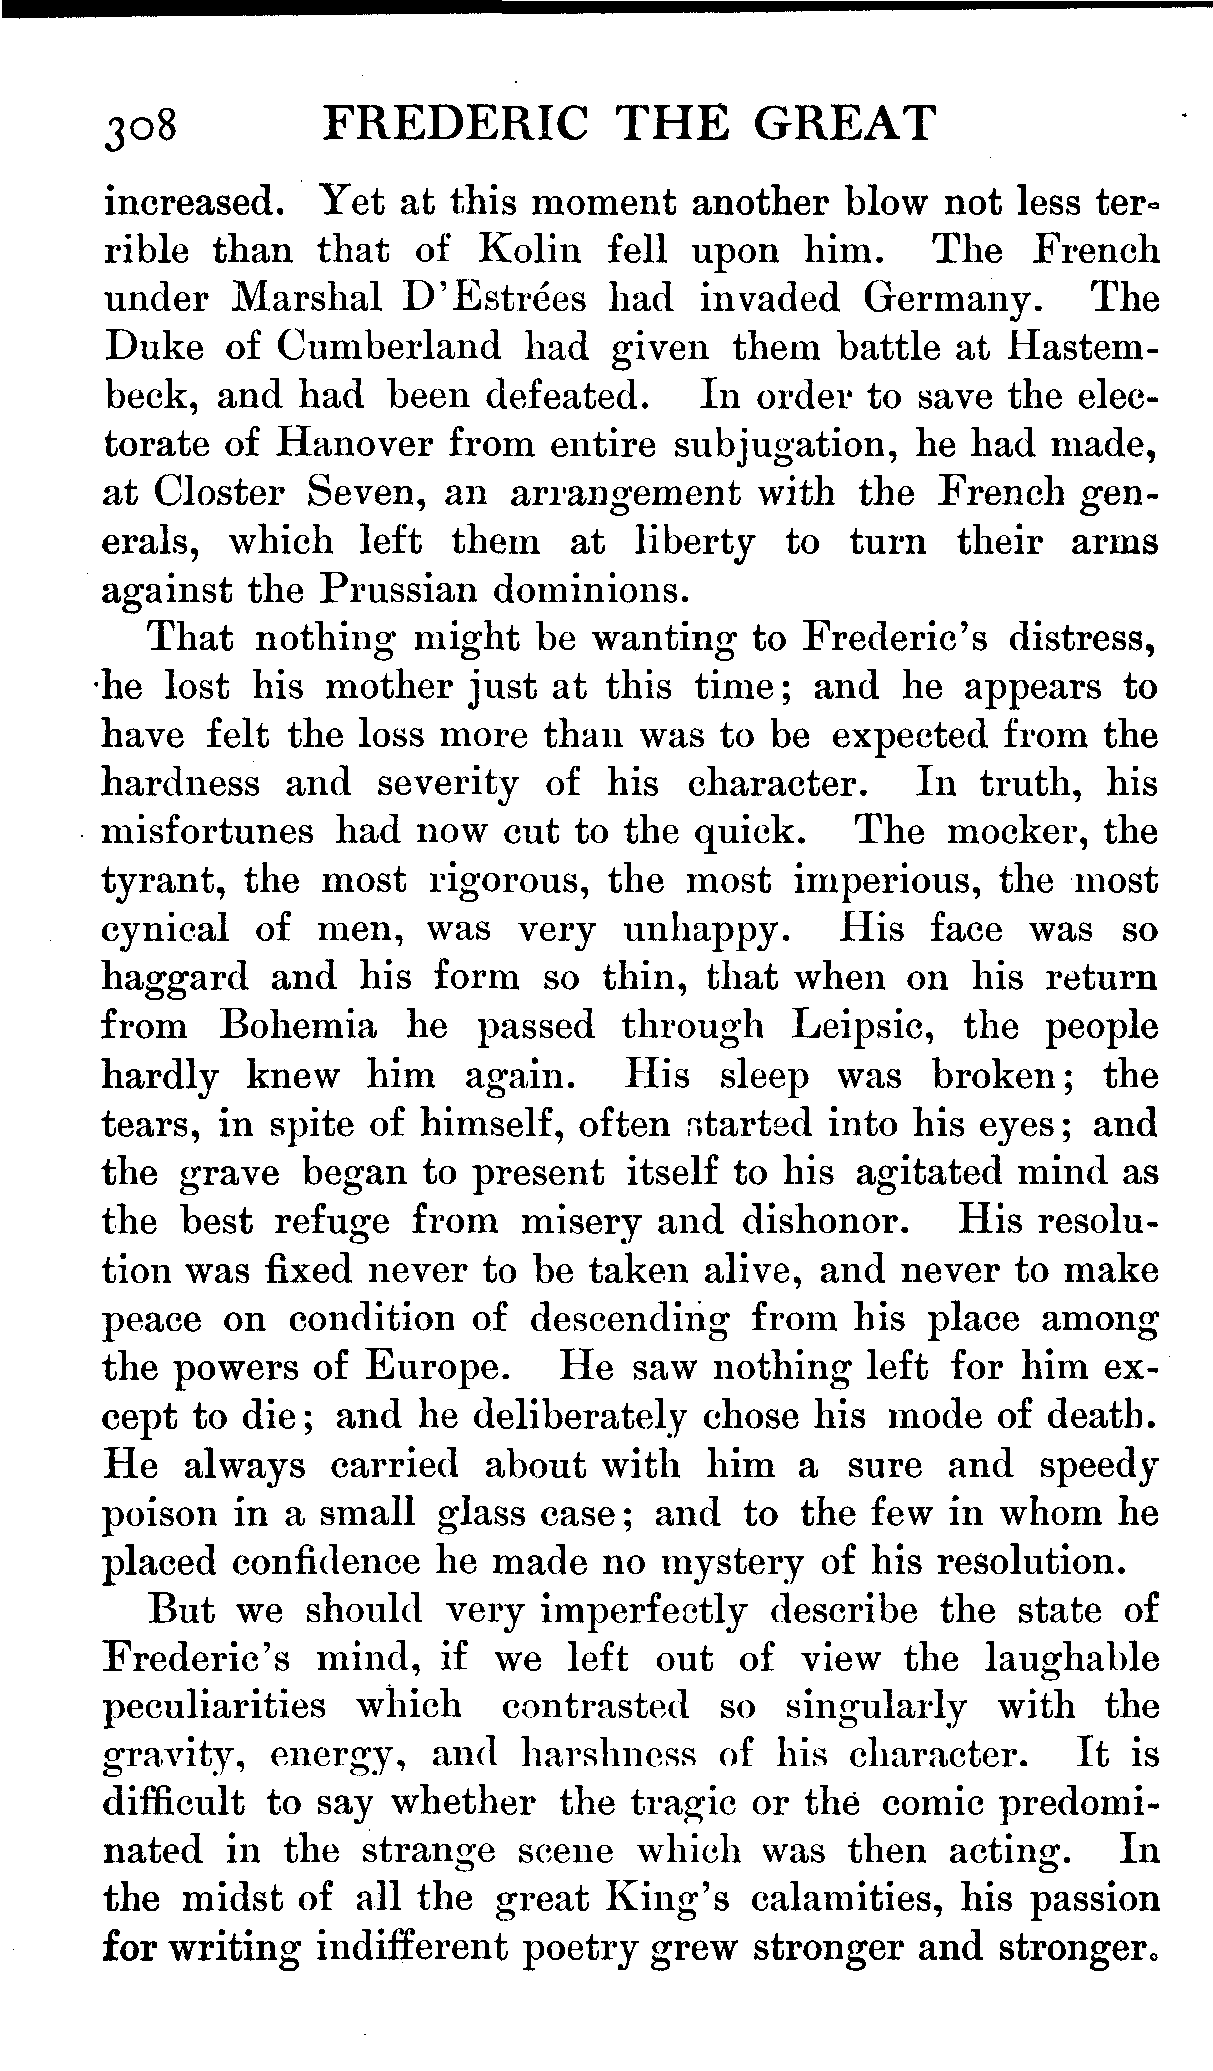 308 FREDERIC THE GREAT
increased. Yet at this moment another blow not less ter-
rible than that of Kolin fell upon him. The French
under Marshal D'Estrées had invaded Germany. The
Duke of Cumberland had given them battle at Hastem-
beck, and had been defeated. In order to save the elec-
torate of Hanover from entire subjugation, he had made,
at Closter Seven, an arrangement with the French gen-
erals, which left them at liberty to turn their arms
against the Prussian dominions.
That nothing might be wanting to Frederic's distress,
he lost his mother just at this time; and he appears to
have felt the loss more than was to be expected from the
hardness and severity of his character. In truth, his
misfortunes had now cut to the quick. The mocker, the
tyrant, the most rigorous, the most imperious, the most
cynical of men, was very unhappy. His face was so
haggard and his form so thin, that when on his return
from Bohemia he passed through Leipsic, the people
hardly knew him again. His sleep was broken; the
tears, in spite of himself, often started into his eyes; and
the grave began to present itself to his agitated mind as
the best refuge from misery and dishonor. His resolu-
tion was fixed never to be taken alive, and never to make
peace on condition of descending from his place among
the powers of Europe. He saw nothing left for him ex-
cept to die; and he deliberately chose his mode of death.
He always carried about with him a sure and speedy
poison in a small glass case; and to the few in whom he
placed confidence he made no mystery of his resolution.
But we should very imperfectly describe the state of
Frederic's mind, if we left out of view the laughable
peculiarities which contrasted so singularly with the
gravity, energy, and harshness of his character. It is
difficult to say whether the tragic or the comic predomi-
nated in the strange scene which was then acting. In
the midst of all the great King's calamities, his passion
for writing indifferent poetry grew stronger and stronger.